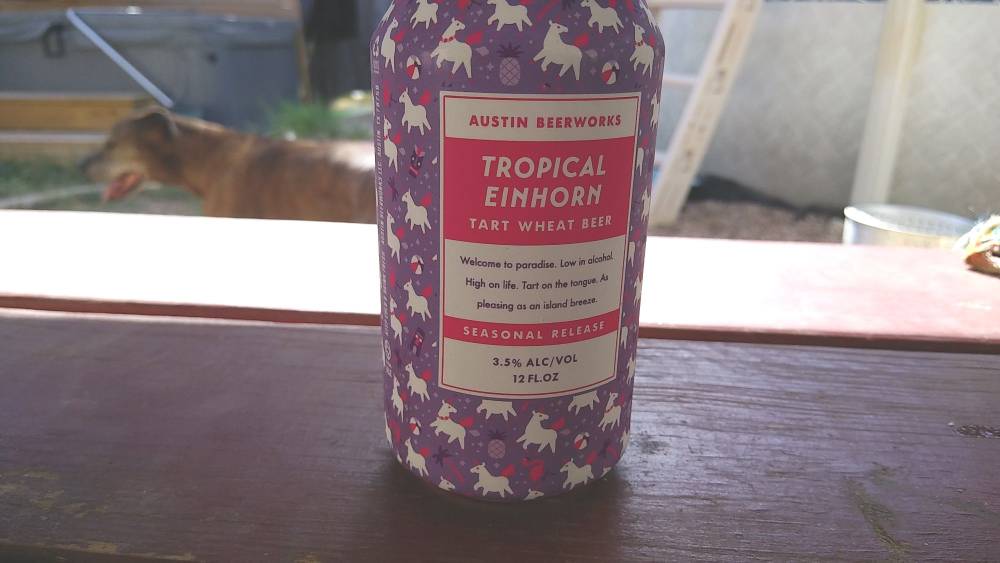 AUSTIN BEERWORKS
TROPICAL
EINHORN
TART WHEAT BEER
Welcome to paradise. Low in alcohol.
High on life. Tart on the tongue. As
pleasing as an island breeze.
SEASONAL RELEASE
3.5% ALC/VOL
12 FL.OZ